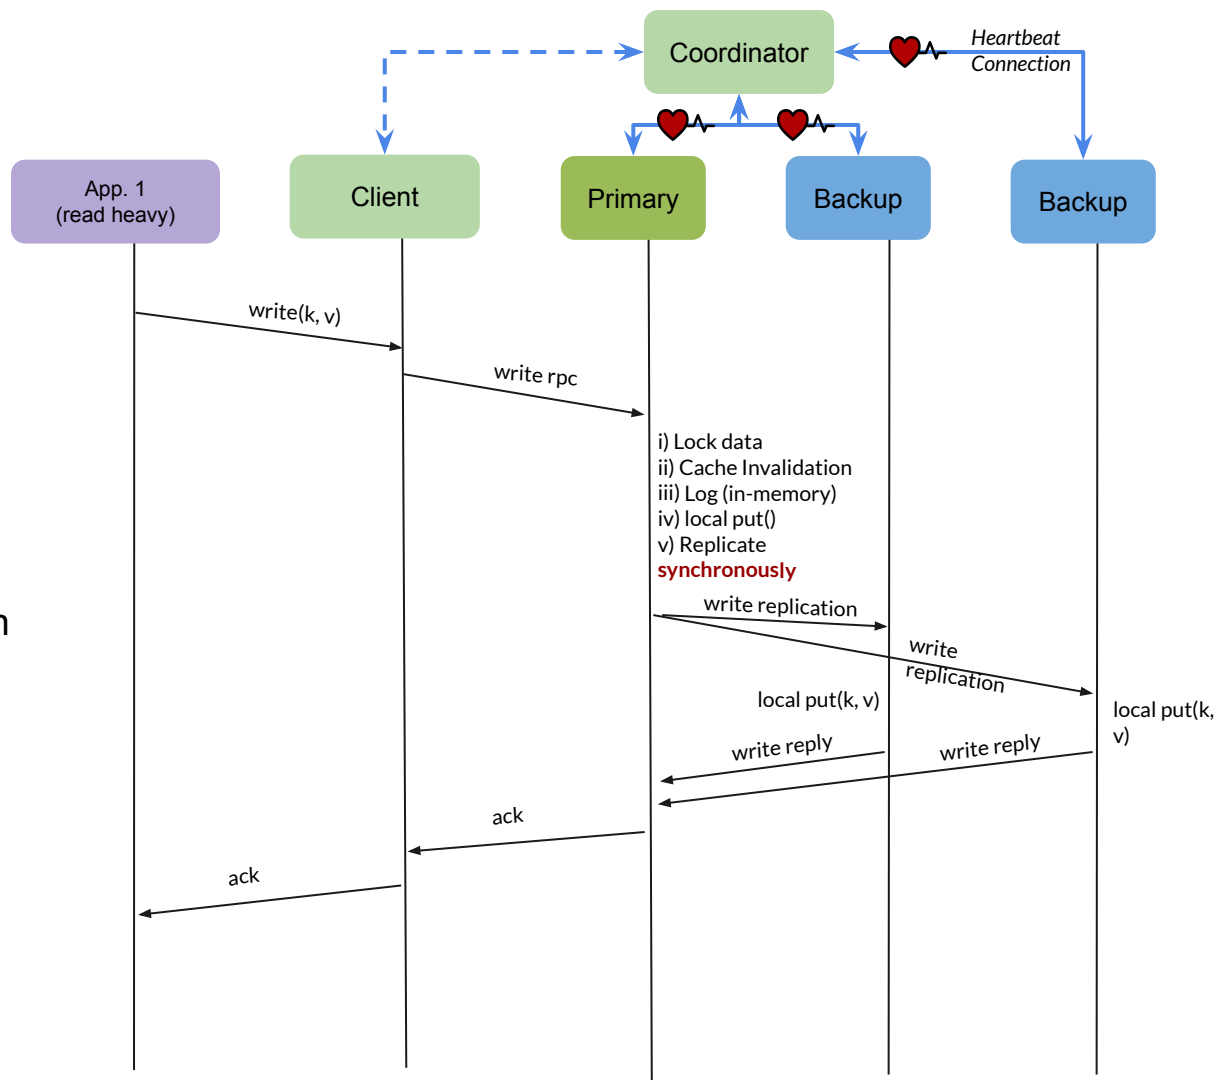 Coordinator
Heartbeat
Connection
App. 1
(read heavy)
Client
Primary
Backup
Backup
write(k, v)
write rpc
i) Lock data
ii) Cache Invalidation
iii) Log (in-memory)
iv) local put()
v) Replicate
synchronously
write replication
n
write
replication
local put(k, v)
local put(k,
v)
write reply
write reply
ack
ack